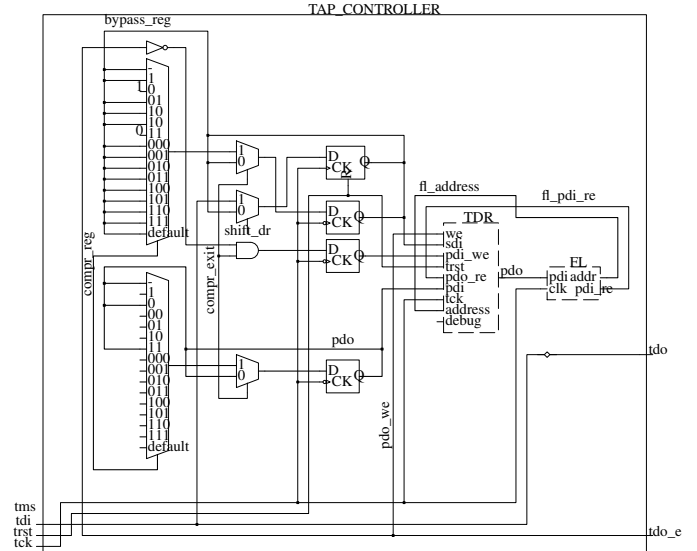 TAP_CONTROLLER
bypass_reg
-
1
1
0
01
10
10
0
11
000
001
010
011
100
101
110
111
default
1
0
1
0
shift_dr
compr_reg
compr_exit
D
CK
Q
R
D
CK
Q
D
CK
Q
fl_address
fl_pdi_re
TDR
we
sdi
pdi_we
trst
pdo_re
pdi
tck
address
debug
pdo
FL
pdi addr
clk pdi_re
-
1
0
00
01
10
11
000
001
010
011
100
101
110
111
default
pdo
1
0
D
CK
Q
pdo_we
tdo
tms
tdi
trst
tck
tdo_e